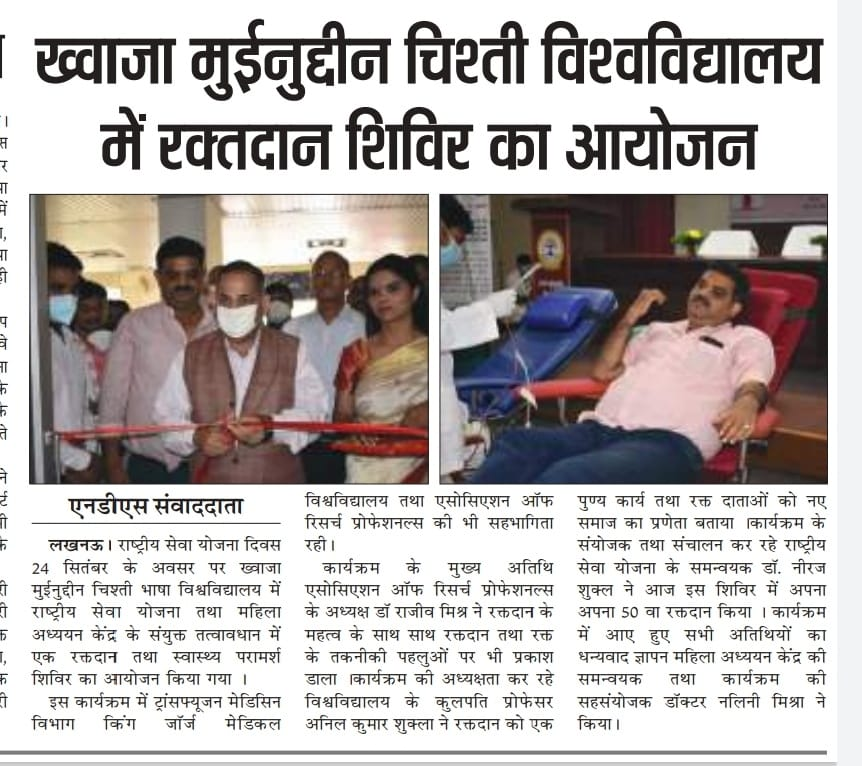 ख्वाजा मुईनुद्दीन चिश्ती विश्वविद्यालय
में रक्तदान शिविर का आयोजन
एनडीएस संवाददाता
लखनऊ। राष्ट्रीय सेवा योजना दिवस
24 सितंबर के अवसर पर ख्वाजा
मुईनुद्दीन चिश्ती भाषा विश्वविद्यालय में
राष्ट्रीय सेवा योजना तथा महिला
अध्ययन केंद्र के संयुक्त तत्वावधान में
एक रक्तदान तथा स्वास्थ्य परामर्श
शिविर का आयोजन किया गया ।
इस कार्यक्रम में ट्रांसफ्यूजन मेडिसिन
विभाग किंग जॉर्ज मेडिकल
विश्वविद्यालय तथा एसोसिएशन ऑफ
रिसर्च प्रोफेशनल्स की भी सहभागिता
रही।
कार्यक्रम के मुख्य अतिथि
एसोसिएशन ऑफ रिसर्च प्रोफेशनल्स
के अध्यक्ष डॉ राजीव मिश्र ने रक्तदान के
महत्व के साथ साथ रक्तदान तथा रक्त
के तकनीकी पहलुओं पर भी प्रकाश
डाला ।कार्यक्रम की अध्यक्षता कर रहे
विश्वविद्यालय के कुलपति प्रोफेसर
अनिल कुमार शुक्ला ने रक्तदान को एक
पुण्य कार्य तथा रक्त दाताओं को नए
समाज का प्रणेता बताया ।कार्यक्रम के
संयोजक तथा संचालन कर रहे राष्ट्रीय
सेवा योजना के समन्वयक डॉ. नीरज
शुक्ल ने आज इस शिविर में अपना
अपना 50 वा रक्तदान किया । कार्यक्रम
में आए हुए सभी अतिथियों का
धन्यवाद ज्ञापन महिला अध्ययन केंद्र की
समन्वयक तथा कार्यक्रम की
सहसंयोजक डॉक्टर नलिनी मिश्रा ने
किया।